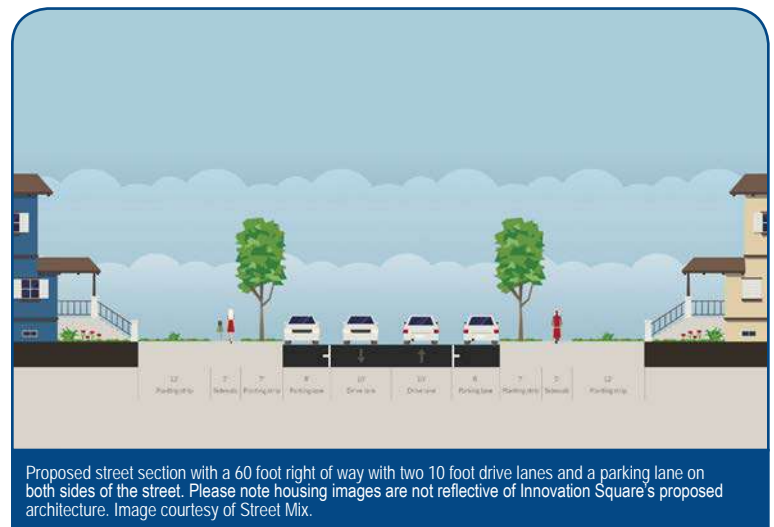 12' 5' 7' 8' 10' 10' 8' 7' 5' 12'
Planting strip Sidewalk Planting strip Parking lane Drive lane Drive lane Parking lane Planting strip Sidewalk Planting strip
Proposed street section with a 60 foot right of way with two 10 foot drive lanes and a parking lane on
both sides of the street. Please note housing images are not reflective of Innovation Square's proposed
architecture. Image courtesy of Street Mix.